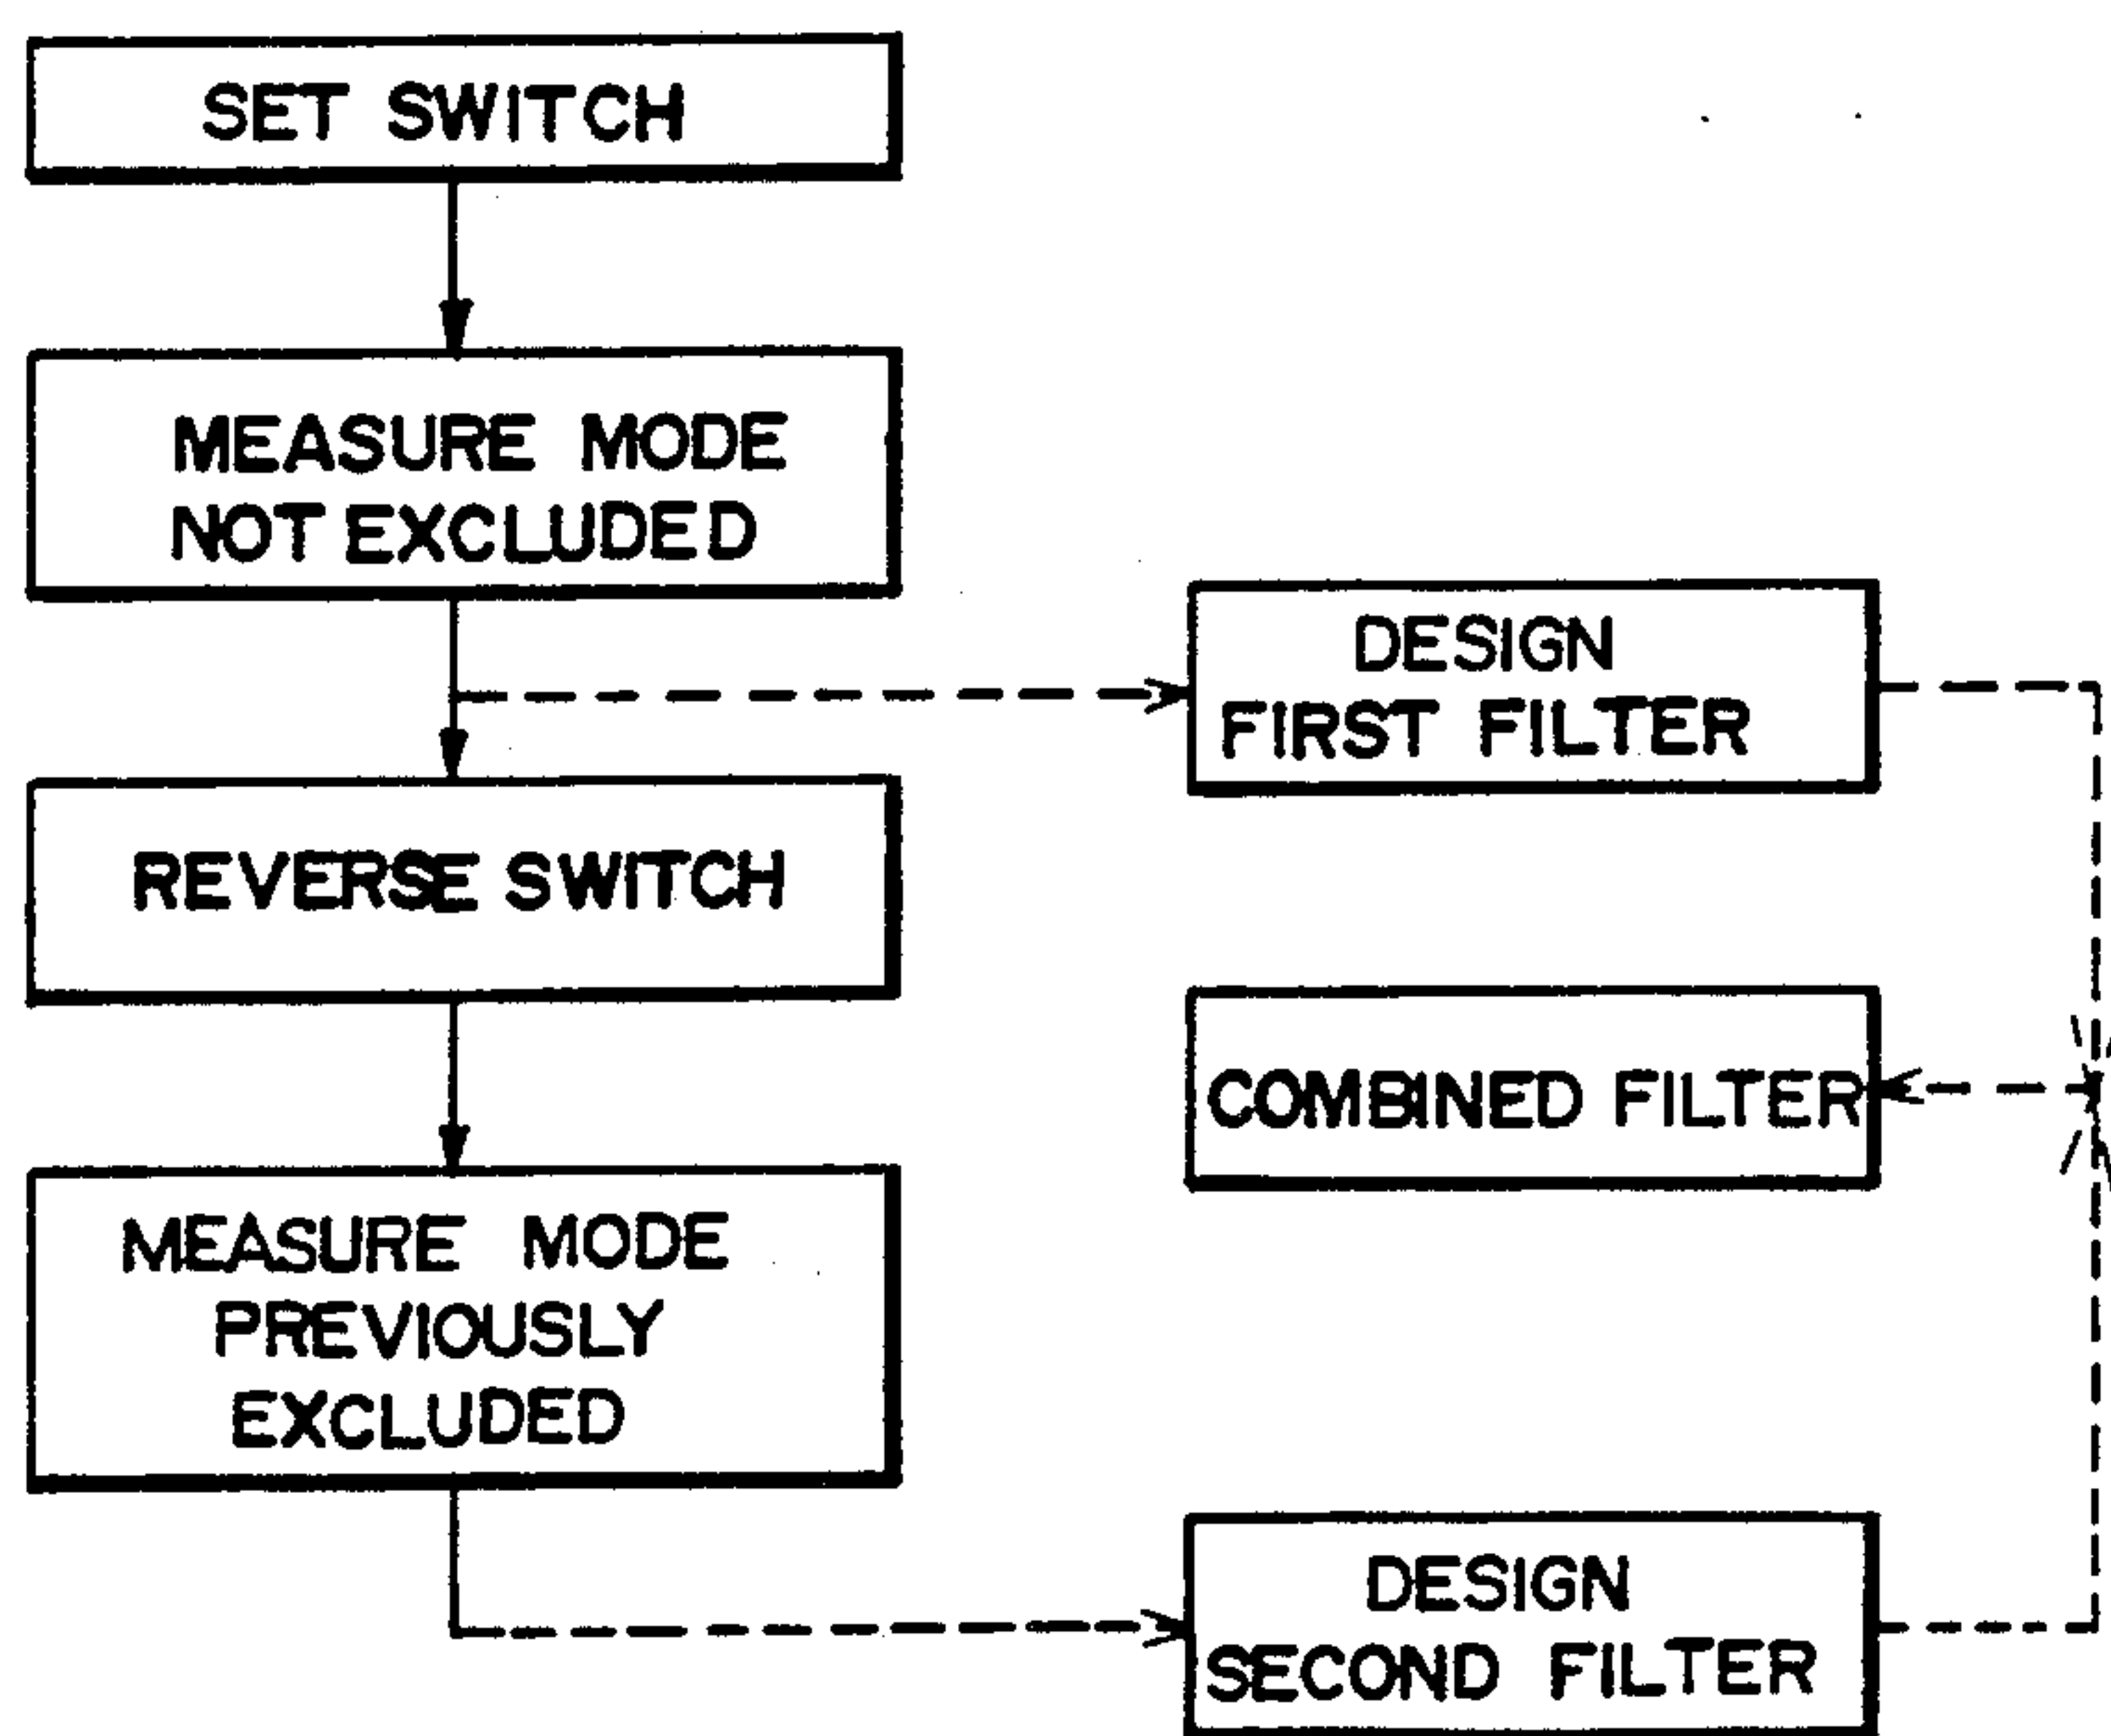 SET SWITCH
MEASURE MODE
NOT EXCLUDED
DESIGN
FIRST FILTER
REVERSE SWITCH
COMBINED FILTER
MEASURE MODE
PREVIOUSLY
EXCLUDED
DESIGN
SECOND FILTER